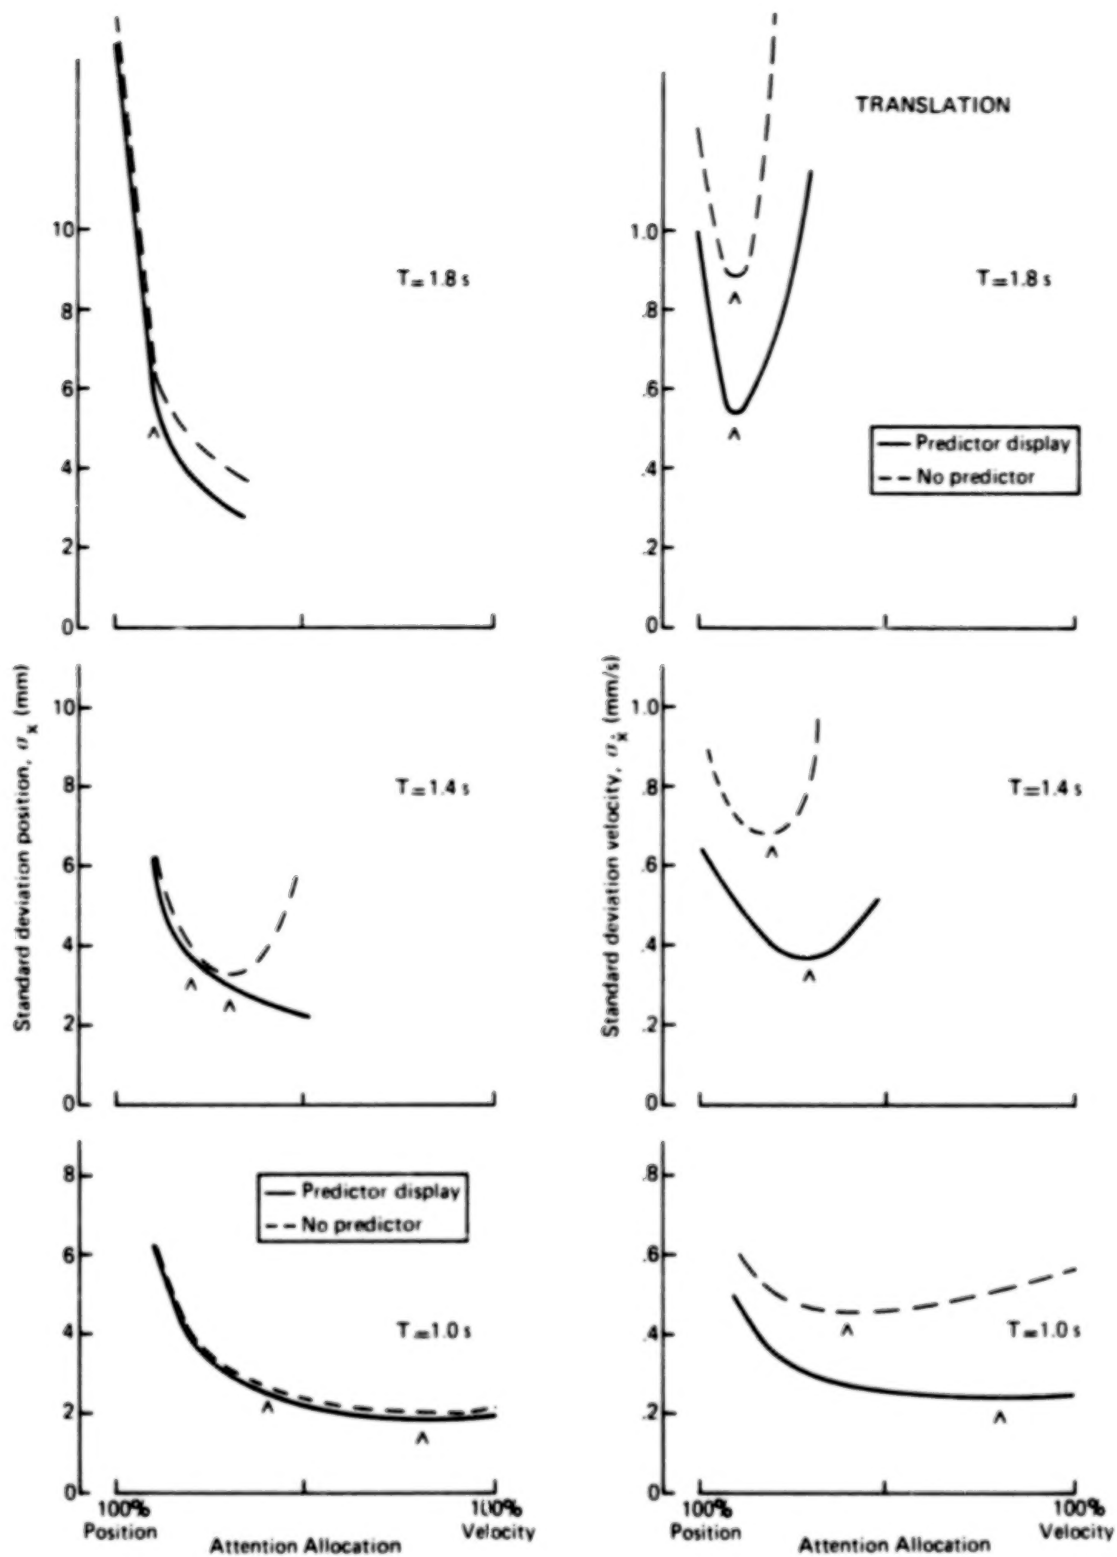 TRANSLATION
10
8
6
4
2
0
T = 1.8 s
1.0
.8
.6
.4
.2
0
T = 1.8 s
Predictor display
No predictor
Standard deviation position, σx (mm)
10
8
6
4
2
0
T = 1.4 s
Standard deviation velocity, σẋ (mm/s)
1.0
.8
.6
.4
.2
0
T = 1.4 s
8
6
4
2
0
Predictor display
No predictor
T = 1.0 s
100%
Position
Attention Allocation
100%
Velocity
.8
.6
.4
.2
0
T = 1.0 s
100%
Position
Attention Allocation
100%
Velocity